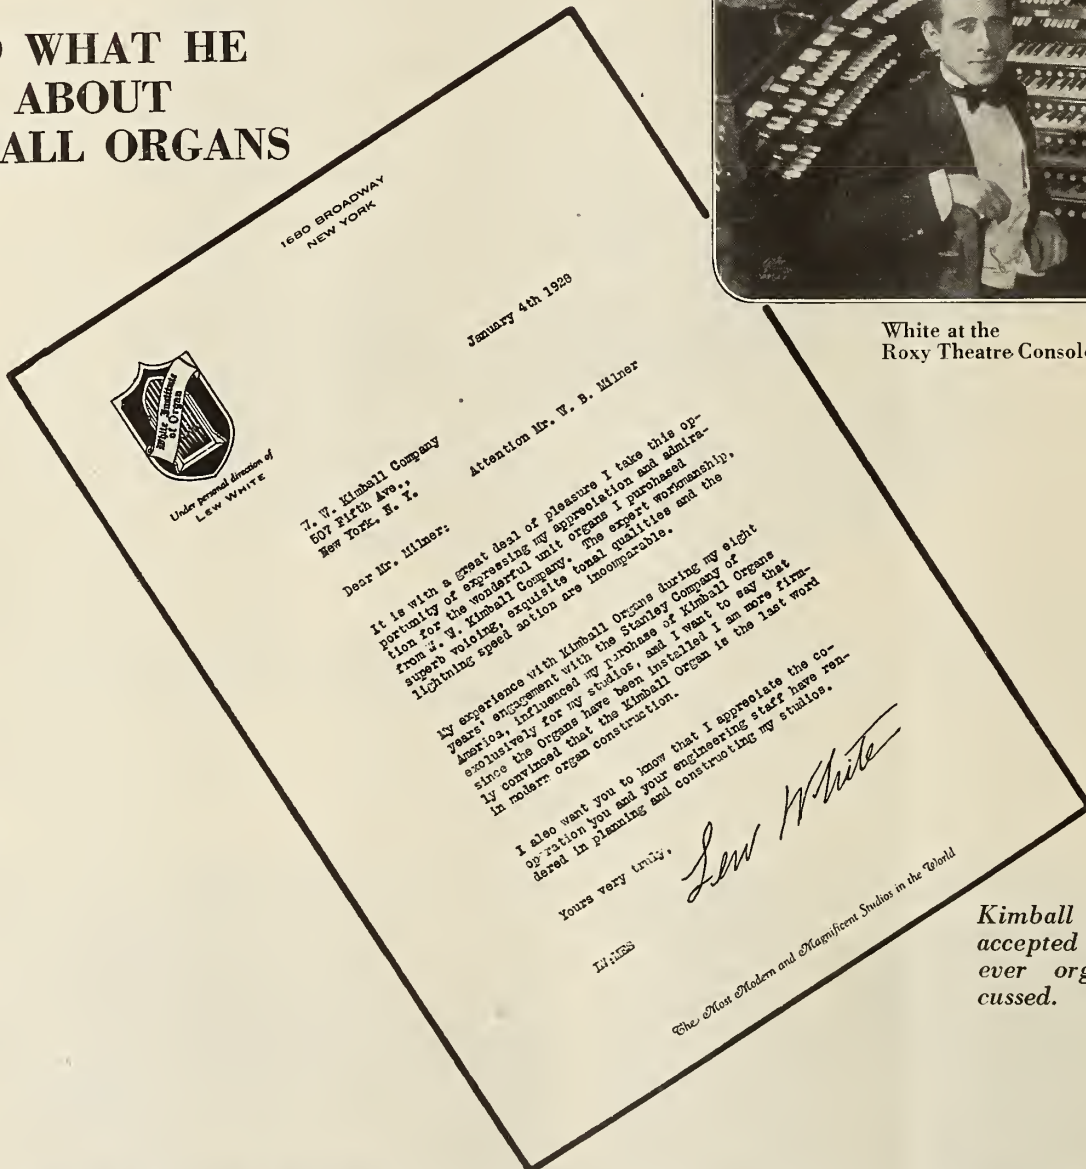 WHAT HE
ABOUT
ALL ORGANS
White at the
Roxy Theatre Console
1680 BROADWAY
NEW YORK
January 4th 1928
White Institute
of Organ
Under personal direction of
LEW WHITE
W. W. Kimball Company
507 Fifth Ave.,
New York, N. Y.
Attention Mr. W. B. Milner
Dear Mr. Milner:
It is with a great deal of pleasure I take this op-
portunity of expressing my appreciation and admira-
tion for the wonderful unit organs I purchased
from W. W. Kimball Company. The expert workmanship,
superb voicing, exquisite tonal qualities and the
lightning speed action are incomparable.
My experience with Kimball Organs during my eight
years' engagement with the Stanley Company of
America, influenced my purchase of Kimball Organs
exclusively for my studios, and I want to say that
since the Organs have been installed I am more firm-
ly convinced that the Kimball Organ is the last word
in modern organ construction.
I also want you to know that I appreciate the co-
operation you and your engineering staff have ren-
dered in planning and constructing my studios.
Yours very truly,
Lew White
LW:MES
The Most Modern and Magnificent Studios in the World
Kimball
accepted
ever org
cussed.